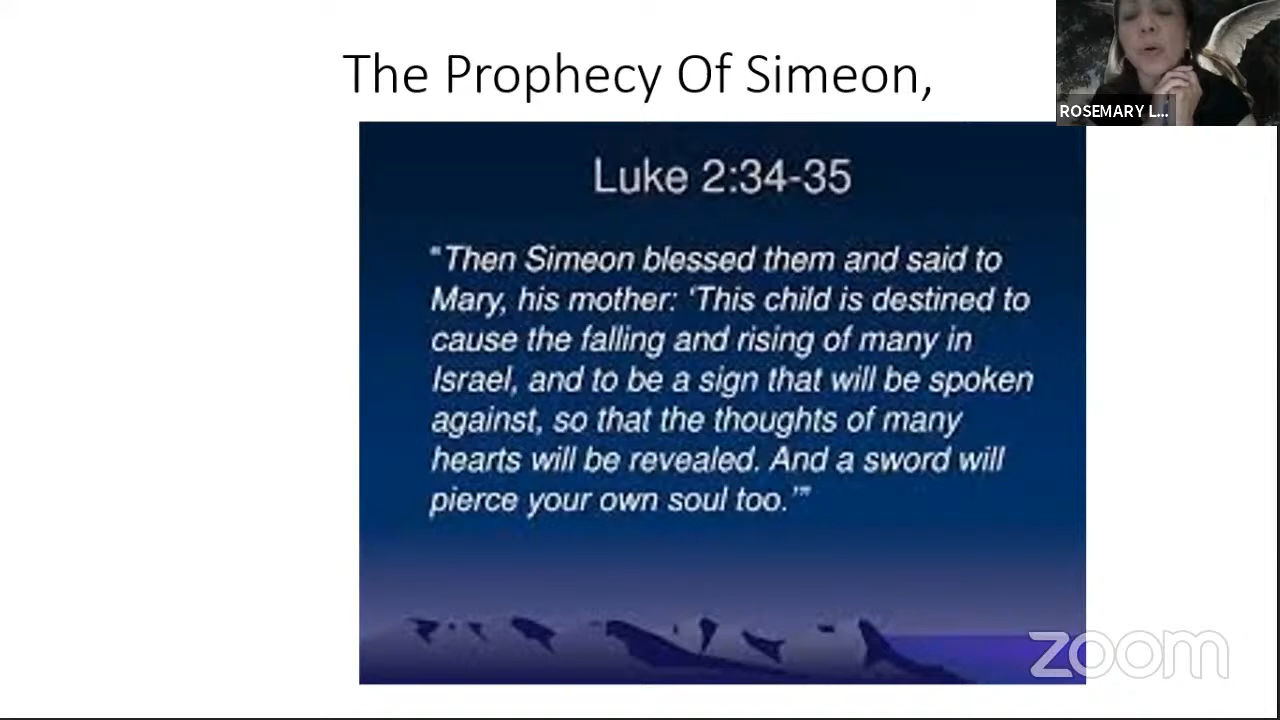 The Prophecy Of Simeon,
ROSEMARY L...
Luke 2:34-35
"Then Simeon blessed them and said to
Mary, his mother: 'This child is destined to
cause the falling and rising of many in
Israel, and to be a sign that will be spoken
against, so that the thoughts of many
hearts will be revealed. And a sword will
pierce your own soul too.'"
zoom